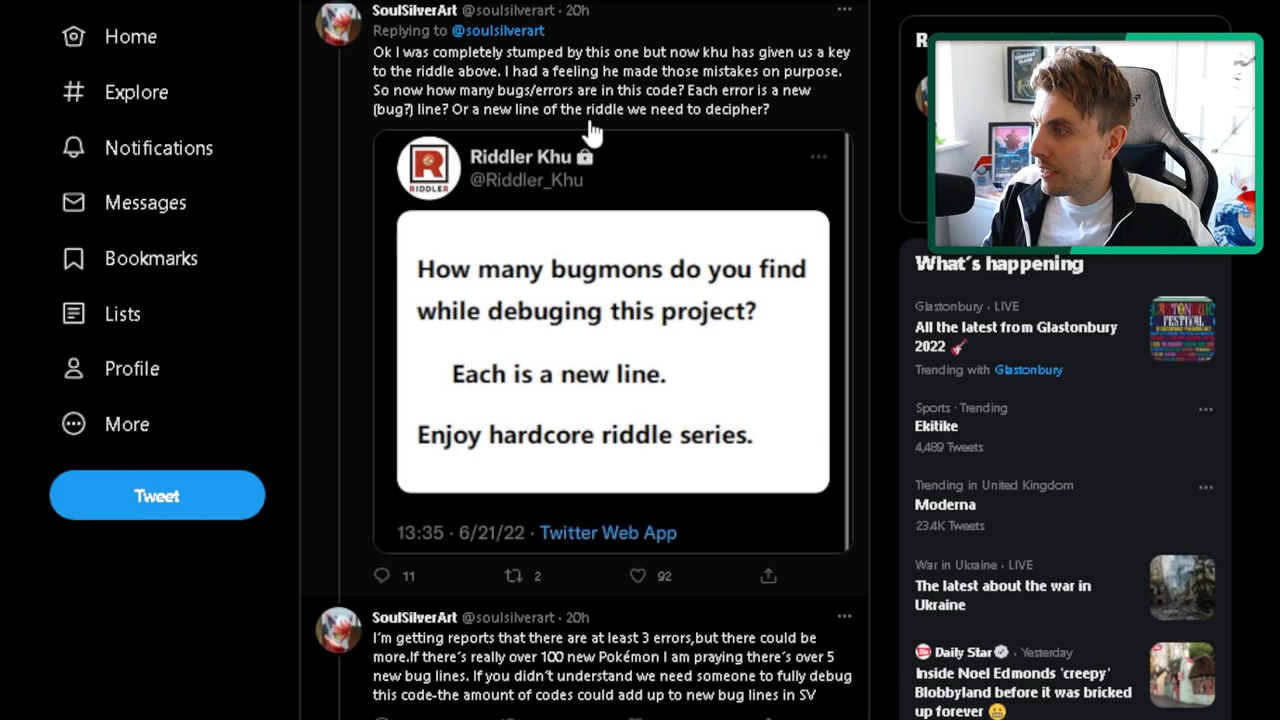 Home
Explore
Notifications
Messages
Bookmarks
Lists
Profile
More
Tweet
SoulSilverArt @soulsilverart · 20h
Replying to @soulsilverart
Ok I was completely stumped by this one but now khu has given us a key
to the riddle above. I had a feeling he made those mistakes on purpose.
So now how many bugs/errors are in this code? Each error is a new
(bug?) line? Or a new line of the riddle we need to decipher?
Riddler Khu
@Riddler_Khu
R
RIDDLER
How many bugmons do you find
while debuging this project?
Each is a new line.
Enjoy hardcore riddle series.
13:35 · 6/21/22 · Twitter Web App
11
2
92
SoulSilverArt @soulsilverart · 20h
I´m getting reports that there are at least 3 errors,but there could be
more.If there´s really over 100 new Pokémon I am praying there´s over 5
new bug lines. If you didn´t understand we need someone to fully debug
this code-the amount of codes could add up to new bug lines in SV
What´s happening
Glastonbury · LIVE
All the latest from Glastonbury
2022
Trending with Glastonbury
GLASTONBURY
FESTIVAL
Sports · Trending
Ekitike
4,489 Tweets
Trending in United Kingdom
Moderna
23.4K Tweets
War in Ukraine · LIVE
The latest about the war in
Ukraine
Daily Star · Yesterday
Inside Noel Edmonds 'creepy'
Blobbyland before it was bricked
up forever